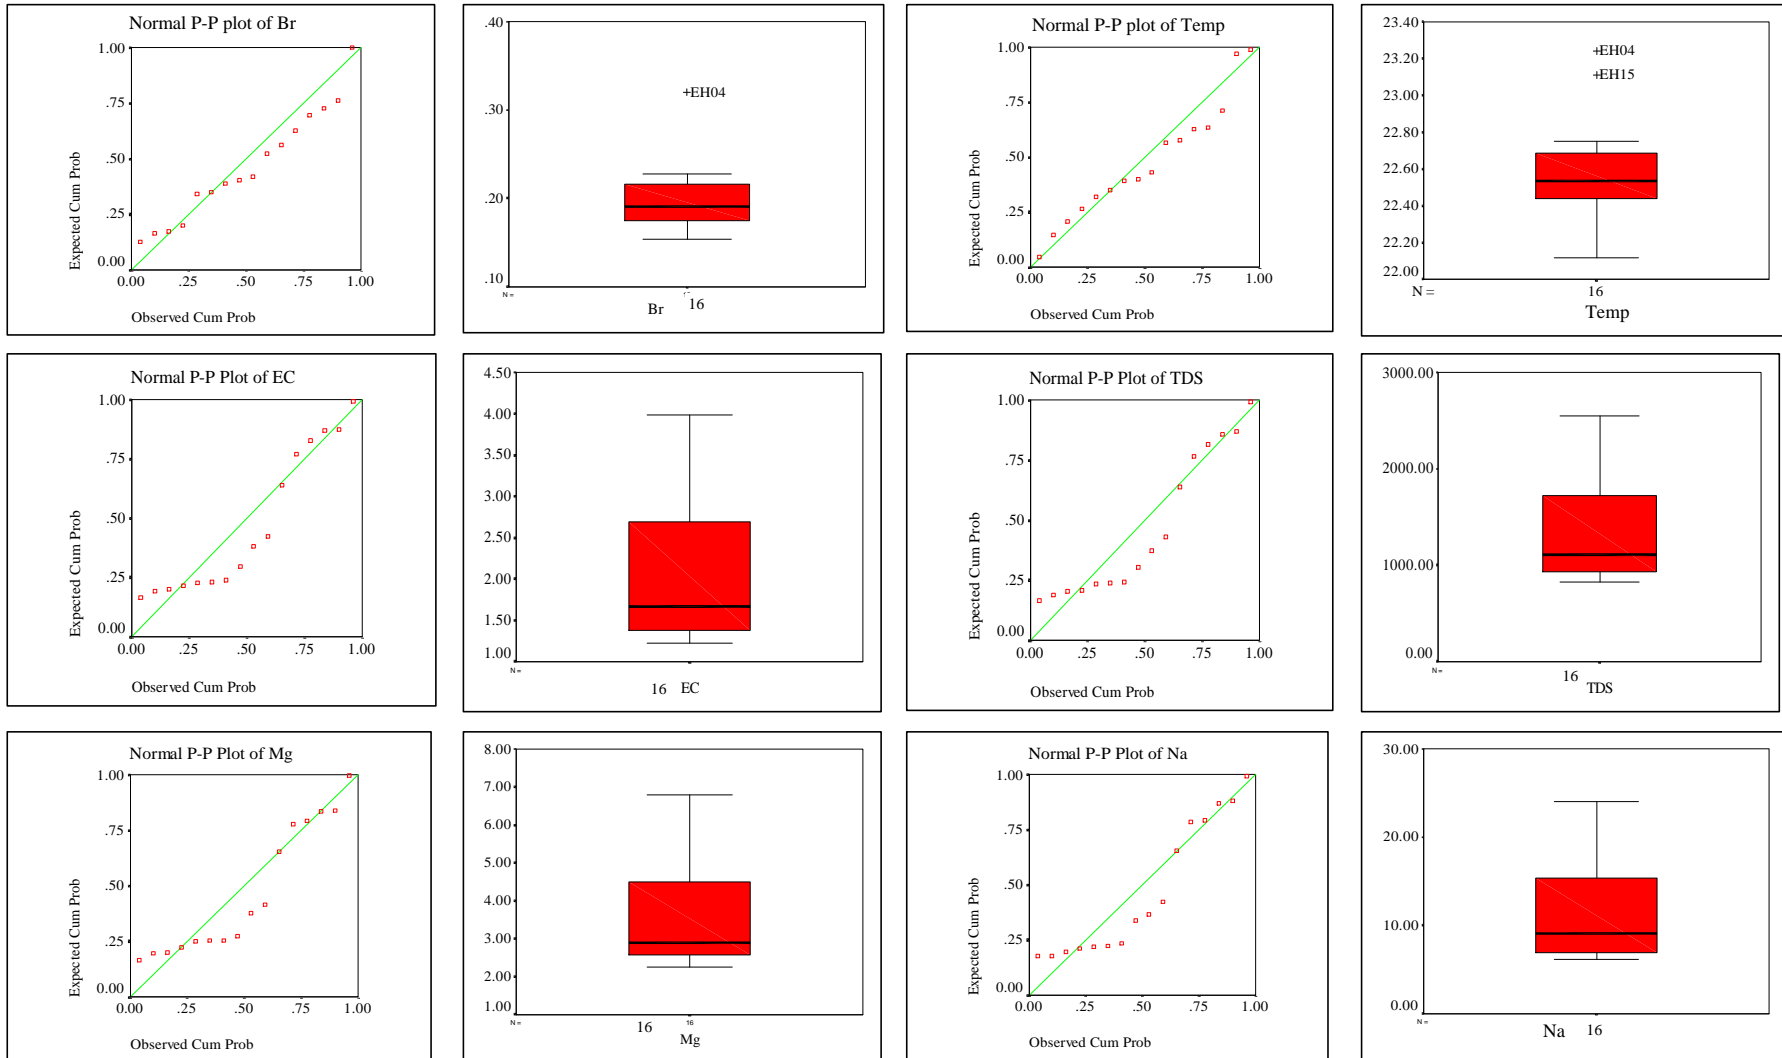 Normal P-P plot of Br
1.00
.75
.50
.25
0.00
0.00 .25 .50 .75 1.00
Expected Cum Prob
Observed Cum Prob
.40
.30
.20
.10
+EH04
N =
16
Br
Normal P-P plot of Temp
1.00
.75
.50
.25
0.00
0.00 .25 .50 .75 1.00
Expected Cum Prob
Observed Cum Prob
23.40
23.20
23.00
22.80
22.60
22.40
22.20
22.00
+EH04
+EH15
N =
16
Temp
Normal P-P Plot of EC
1.00
.75
.50
.25
0.00
0.00 .25 .50 .75 1.00
Expected Cum Prob
Observed Cum Prob
4.50
4.00
3.50
3.00
2.50
2.00
1.50
1.00
N =
16 EC
Normal P-P Plot of TDS
1.00
.75
.50
.25
0.00
0.00 .25 .50 .75 1.00
Expected Cum Prob
Observed Cum Prob
3000.00
2000.00
1000.00
0.00
N =
16
TDS
Normal P-P Plot of Mg
1.00
.75
.50
.25
0.00
0.00 .25 .50 .75 1.00
Expected Cum Prob
Observed Cum Prob
8.00
7.00
6.00
5.00
4.00
3.00
2.00
1.00
N =
16 16
Mg
Normal P-P Plot of Na
1.00
.75
.50
.25
0.00
0.00 .25 .50 .75 1.00
Expected Cum Prob
Observed Cum Prob
30.00
20.00
10.00
0.00
N =
Na 16